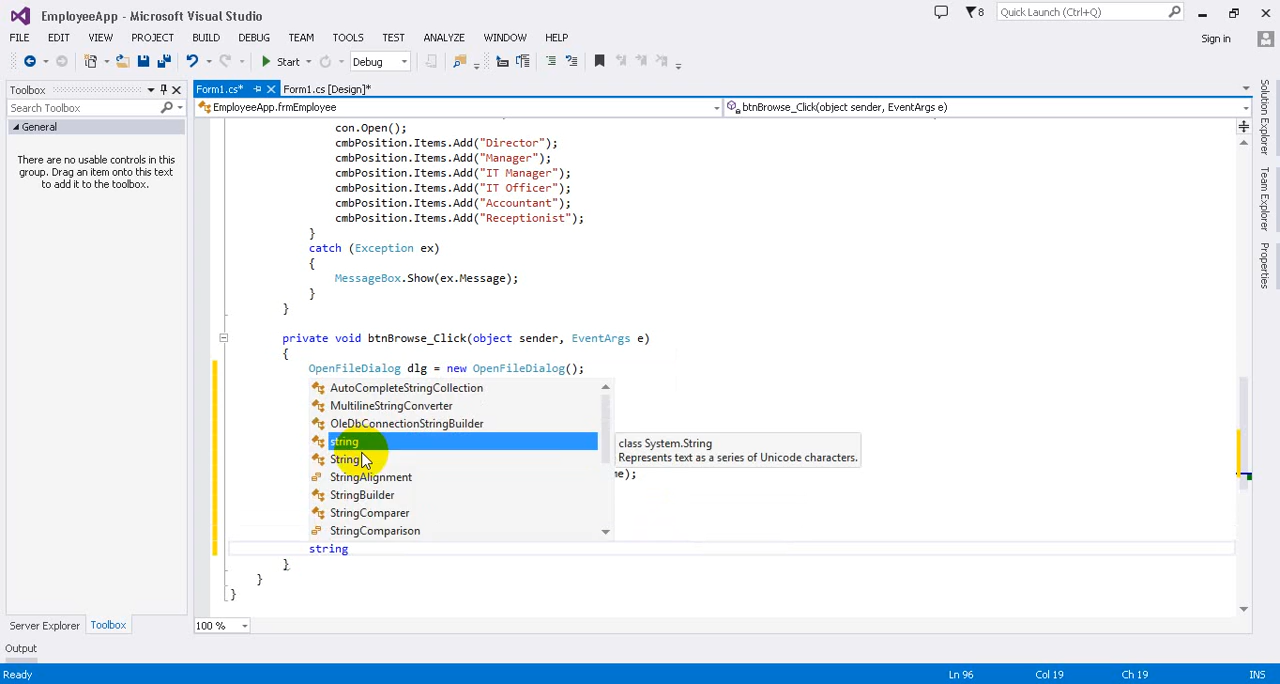 EmployeeApp - Microsoft Visual Studio
8
Quick Launch (Ctrl+Q)
FILE EDIT VIEW PROJECT BUILD DEBUG TEAM TOOLS TEST ANALYZE WINDOW HELP
Sign in
Start Debug
Toolbox
Search Toolbox
General
There are no usable controls in this
group. Drag an item onto this text
to add it to the toolbox.
Form1.cs* Form1.cs [Design]*
EmployeeApp.frmEmployee btnBrowse_Click(object sender, EventArgs e)
con.Open();
cmbPosition.Items.Add("Director");
cmbPosition.Items.Add("Manager");
cmbPosition.Items.Add("IT Manager");
cmbPosition.Items.Add("IT Officer");
cmbPosition.Items.Add("Accountant");
cmbPosition.Items.Add("Receptionist");
}
catch (Exception ex)
{
MessageBox.Show(ex.Message);
}
}
private void btnBrowse_Click(object sender, EventArgs e)
{
OpenFileDialog dlg = new OpenFileDialog();
AutoCompleteStringCollection
MultilineStringConverter
OleDbConnectionStringBuilder
string
String
StringAlignment
StringBuilder
StringComparer
StringComparison
class System.String
Represents text as a series of Unicode characters.
me);
string
}
}
}
100 %
Server Explorer Toolbox
Output
Ready Ln 96 Col 19 Ch 19 INS
Solution Explorer
Team Explorer
Properties